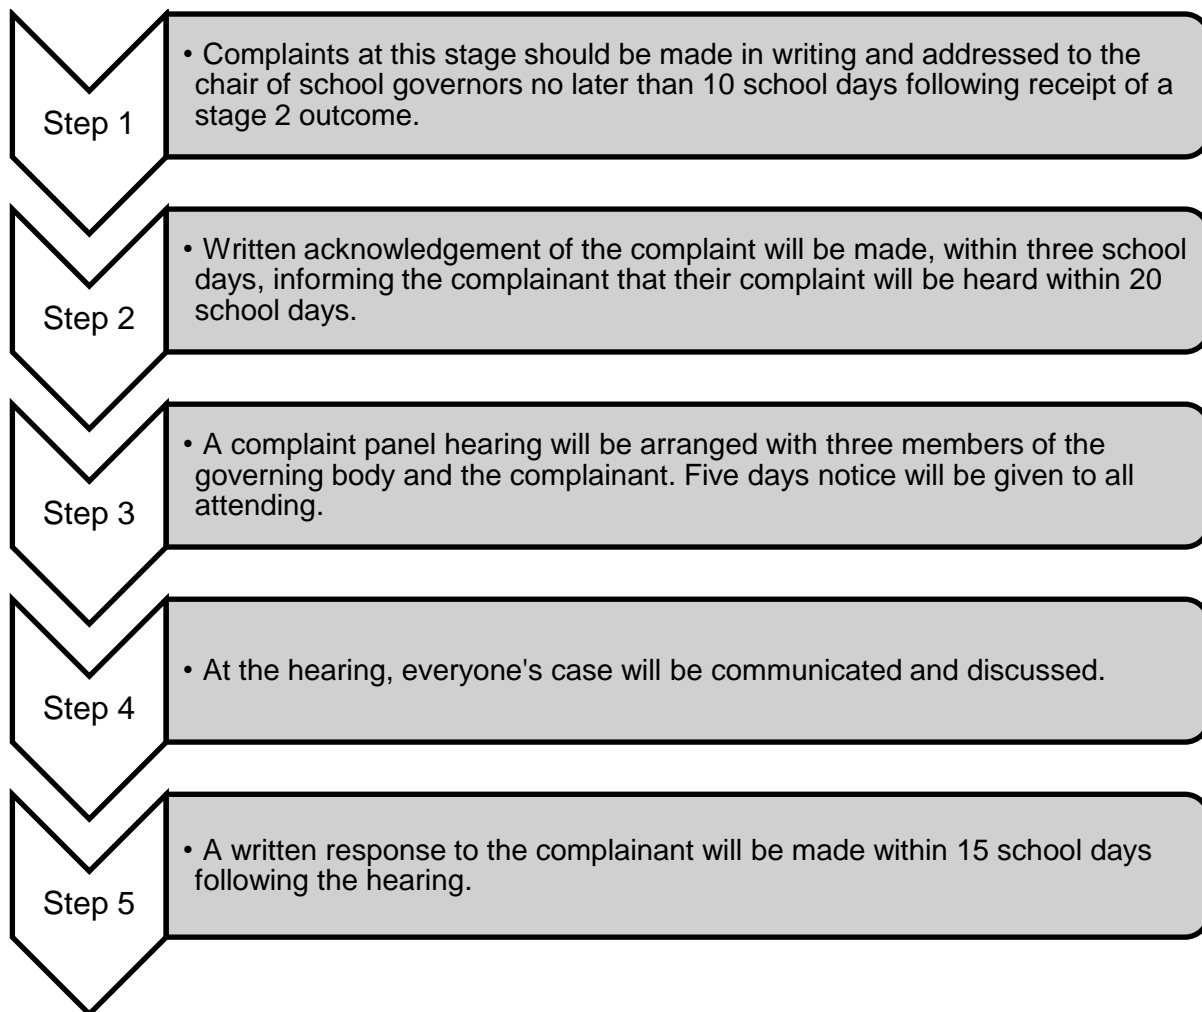 Step 1
• Complaints at this stage should be made in writing and addressed to the
chair of school governors no later than 10 school days following receipt of a
stage 2 outcome.
Step 2
• Written acknowledgement of the complaint will be made, within three school
days, informing the complainant that their complaint will be heard within 20
school days.
Step 3
• A complaint panel hearing will be arranged with three members of the
governing body and the complainant. Five days notice will be given to all
attending.
Step 4
• At the hearing, everyone's case will be communicated and discussed.
Step 5
• A written response to the complainant will be made within 15 school days
following the hearing.